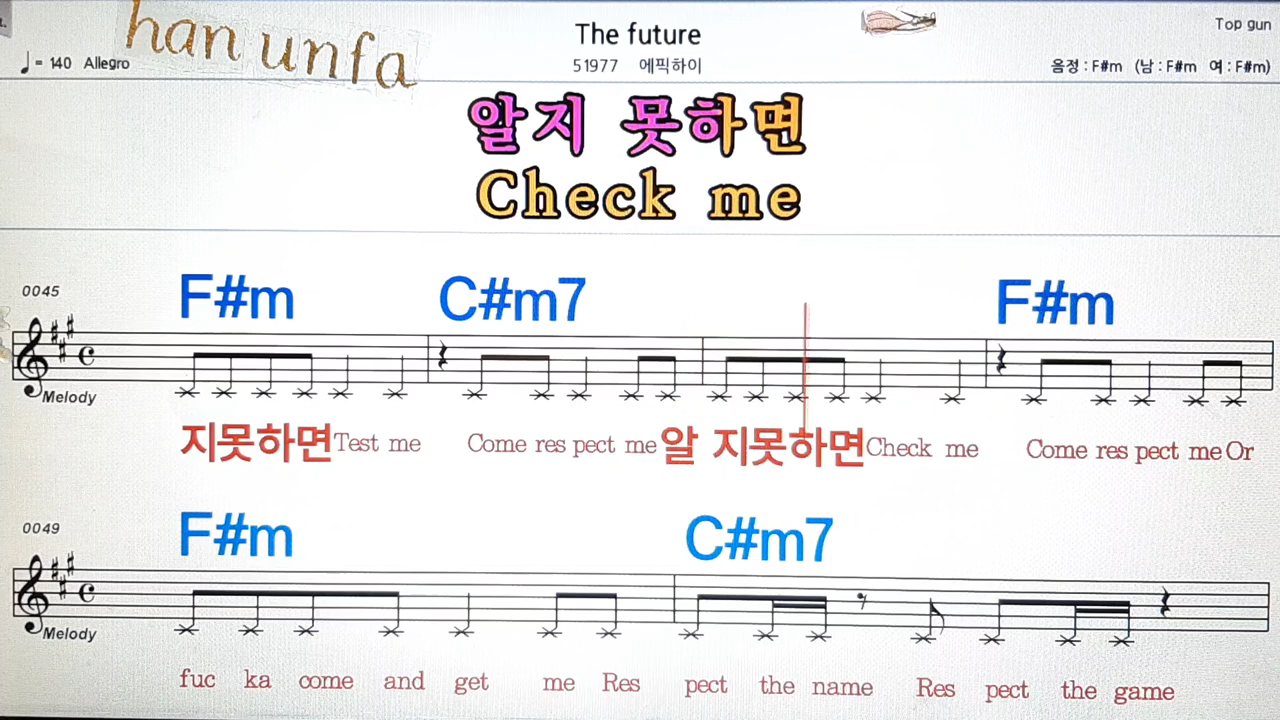 han unfa
The future
Top gun
♩ = 140 Allegro
51977 에픽하이
음정 : F#m (남 : F#m 여 : F#m)
알지 못하면
Check me
0045
F#m C#m7 F#m
Melody
지못하면 Test me Come res pect me 알 지못하면 Check me Come res pect me Or
0049
F#m C#m7
Melody
fuc ka come and get me Res pect the name Res pect the game